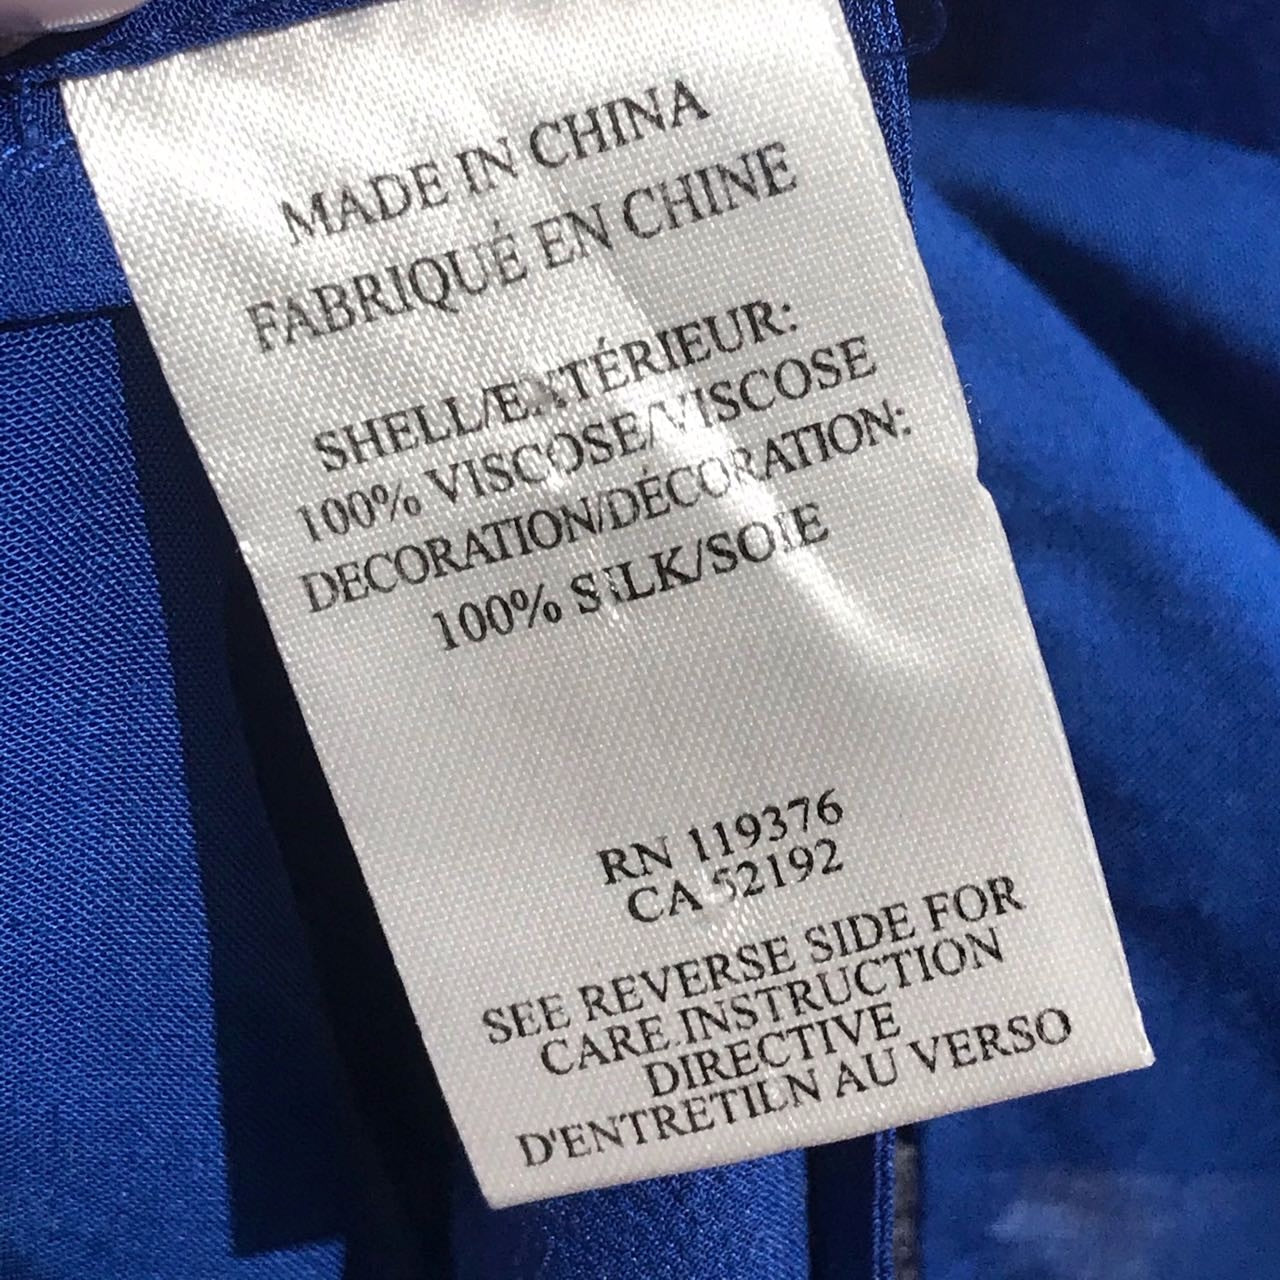 MADE IN CHINA
FABRIQUÉ EN CHINE
SHELL/EXTÉRIEUR:
100% VISCOSE/VISCOSE
DECORATION/DÉCORATION:
100% SILK/SOIE
RN 119376
CA 52192
SEE REVERSE SIDE FOR
CARE.INSTRUCTION
DIRECTIVE
D'ENTRETILN AU VERSO